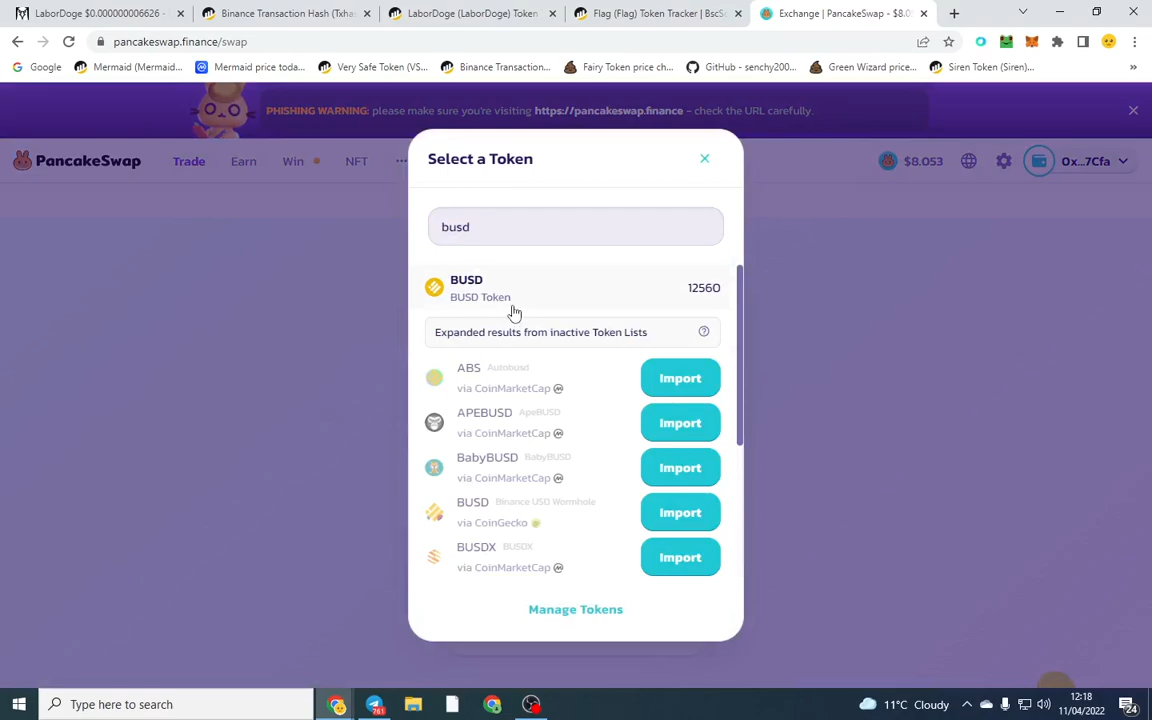 LaborDoge $0.000000006626 -
Binance Transaction Hash (Txhas
LaborDoge (LaborDoge) Token
Flag (Flag) Token Tracker | BscSc
Exchange | PancakeSwap - $8.05
pancakeswap.finance/swap
Google
Mermaid (Mermaid...
Mermaid price toda...
Very Safe Token (VS...
Binance Transaction...
Fairy Token price ch...
GitHub - senchy200...
Green Wizard price...
Siren Token (Siren)...
»
PHISHING WARNING: please make sure you're visiting https://pancakeswap.finance - check the URL carefully.
PancakeSwap
Trade
Earn
Win
NFT
...
$8.053
0x...7Cfa
Select a Token
busd
BUSD
BUSD Token
12560
Expanded results from inactive Token Lists
ABS Autobusd
via CoinMarketCap
Import
APEBUSD ApeBUSD
via CoinMarketCap
Import
BabyBUSD BabyBUSD
via CoinMarketCap
Import
BUSD Binance USD Wormhole
via CoinGecko
Import
BUSDX BUSDX
via CoinMarketCap
Import
Manage Tokens
Type here to search
761
11°C Cloudy
12:18
11/04/2022
24